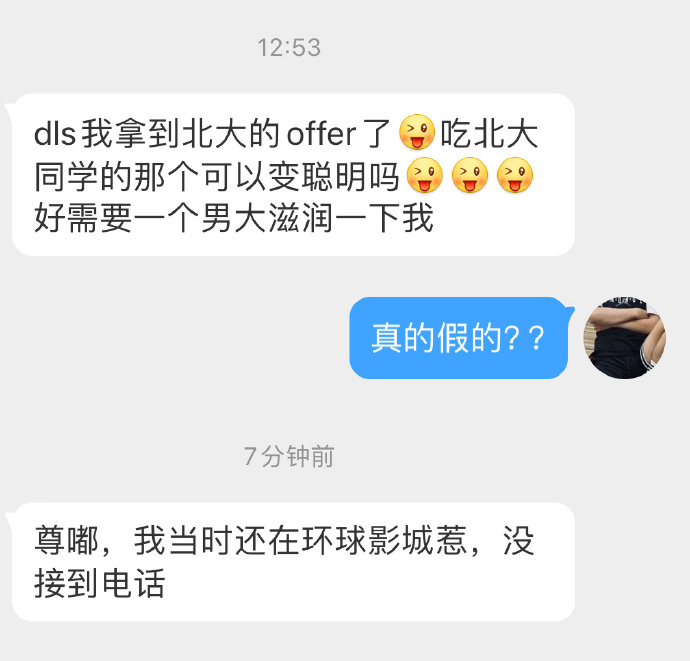 12:53
dls我拿到北大的offer了😜吃北大
同学的那个可以变聪明吗😜😜😜
好需要一个男大滋润一下我
真的假的??
7分钟前
尊嘟，我当时还在环球影城惹，没
接到电话